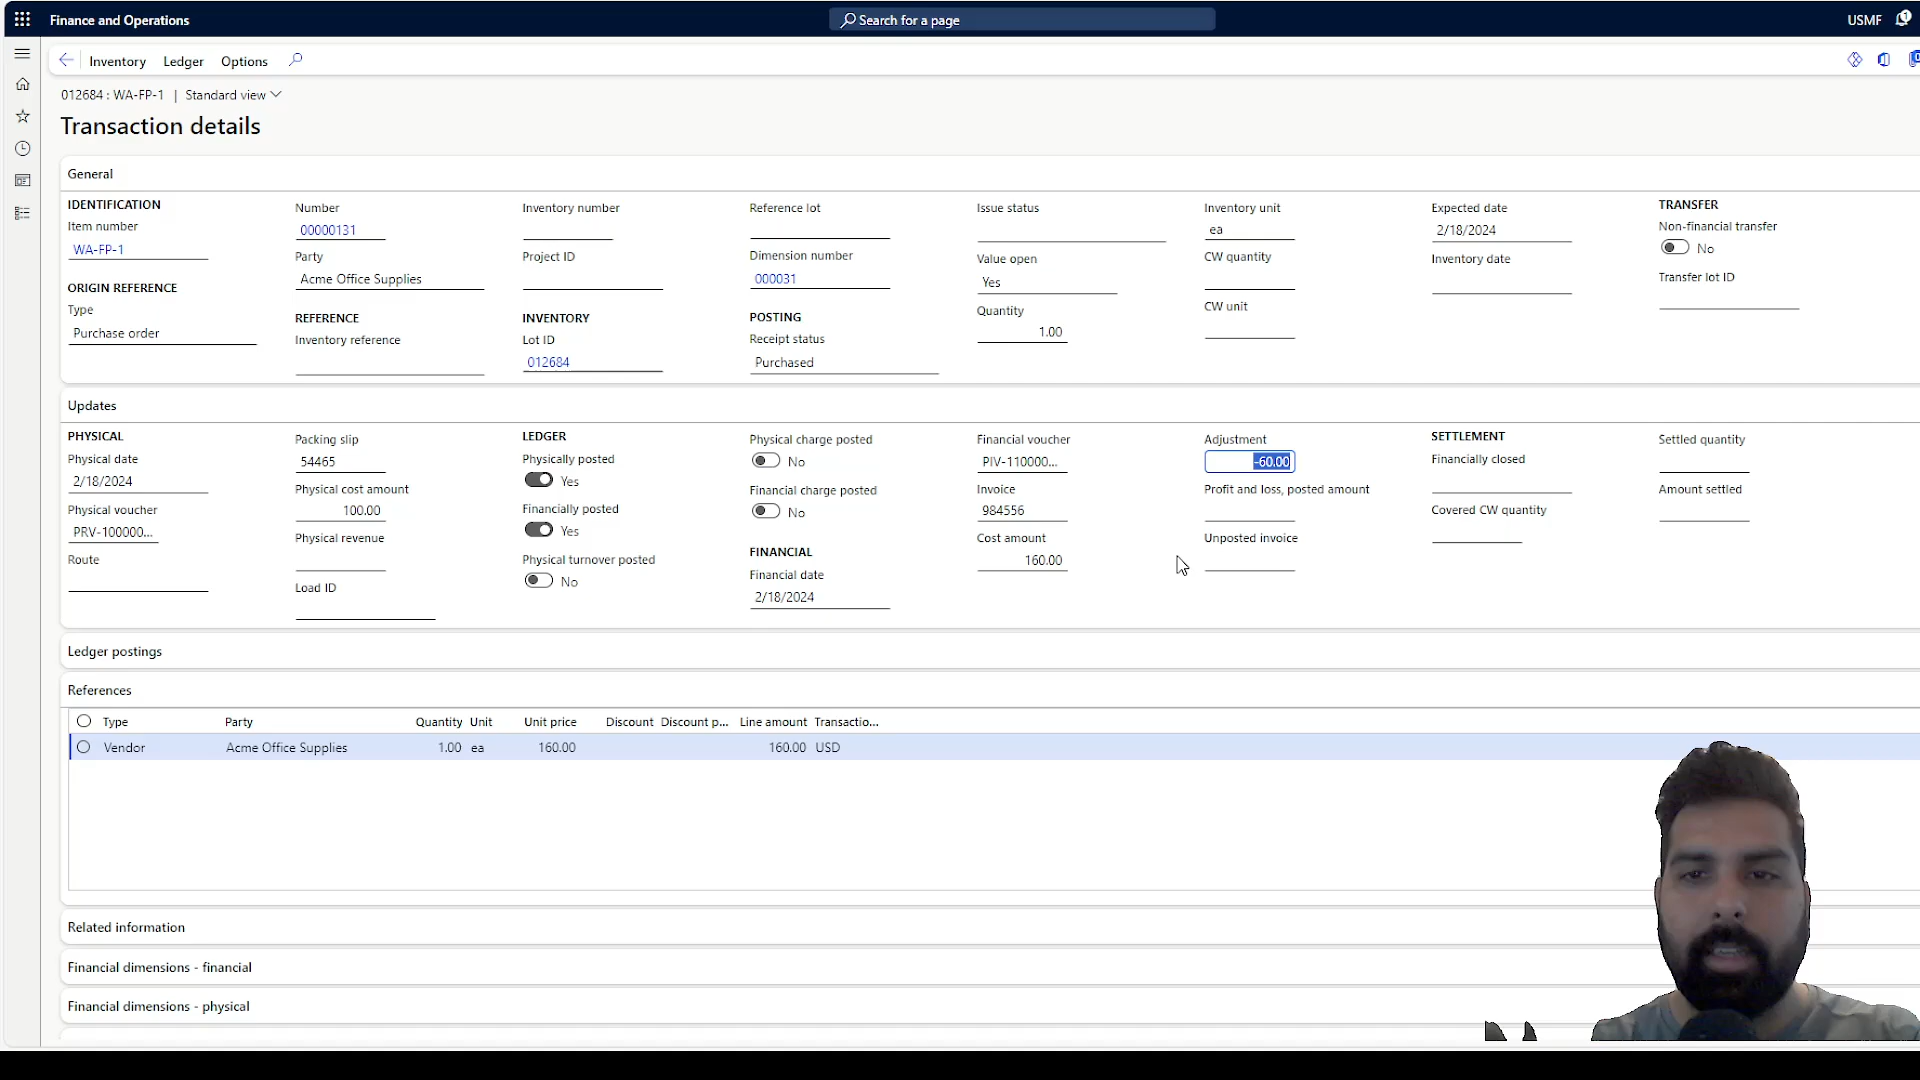 Finance and Operations
Search for a page
USMF
1
Inventory Ledger Options
012684 : WA-FP-1 | Standard view
Transaction details
General
IDENTIFICATION
Item number
WA-FP-1
ORIGIN REFERENCE
Type
Purchase order
Number
00000131
Party
Acme Office Supplies
REFERENCE
Inventory reference
Inventory number
Project ID
INVENTORY
Lot ID
012684
Reference lot
Dimension number
000031
POSTING
Receipt status
Purchased
Issue status
Value open
Yes
Quantity
1.00
Inventory unit
ea
CW quantity
CW unit
Expected date
2/18/2024
Inventory date
TRANSFER
Non-financial transfer
No
Transfer lot ID
Updates
PHYSICAL
Physical date
2/18/2024
Physical voucher
PRV-100000...
Route
Packing slip
54465
Physical cost amount
100.00
Physical revenue
Load ID
LEDGER
Physically posted
Yes
Financially posted
Yes
Physical turnover posted
No
Physical charge posted
No
Financial charge posted
No
FINANCIAL
Financial date
2/18/2024
Financial voucher
PIV-110000...
Invoice
984556
Cost amount
160.00
Adjustment
-60.00
Profit and loss, posted amount
Unposted invoice
SETTLEMENT
Financially closed
Covered CW quantity
Settled quantity
Amount settled
Ledger postings
References
Type Party Quantity Unit Unit price Discount Discount p... Line amount Transactio...
Vendor Acme Office Supplies 1.00 ea 160.00 160.00 USD
Related information
Financial dimensions - financial
Financial dimensions - physical